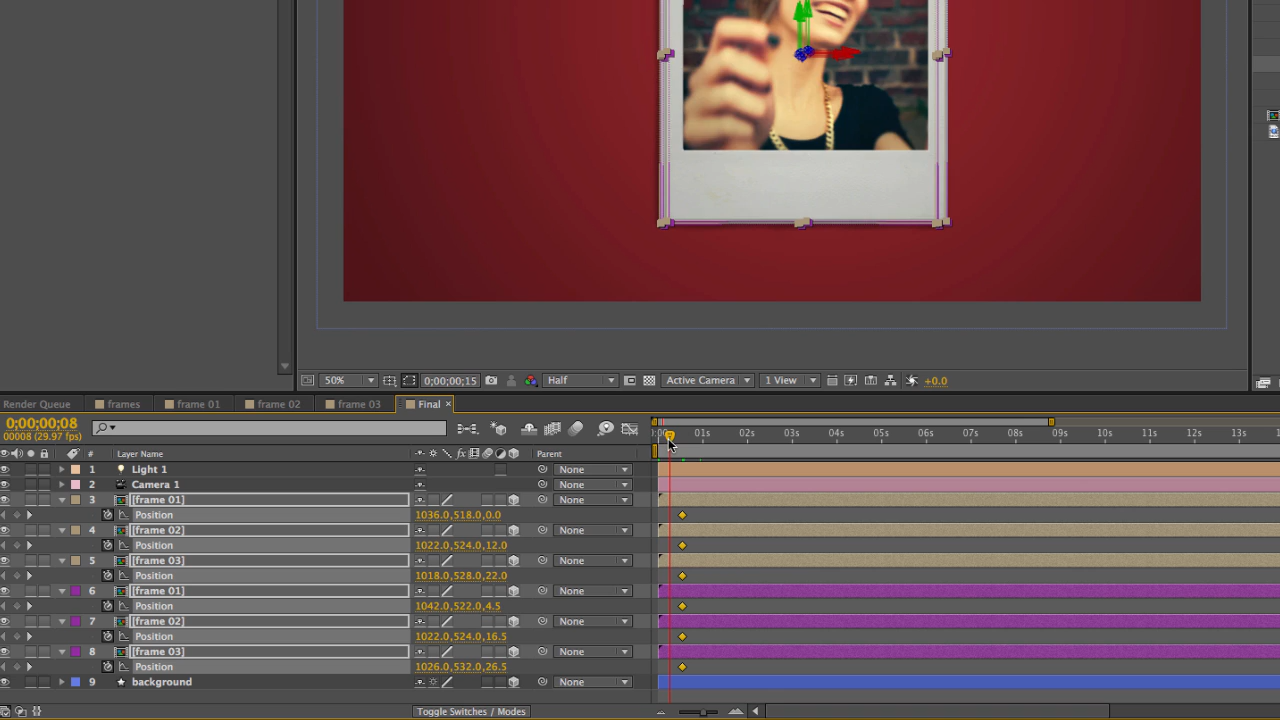 50% 0;00;00;15 Half Active Camera 1 View +0.0
Render Queue frames frame 01 frame 02 frame 03 Final ×
0;00;00;08
00008 (29.97 fps)
01s 02s 03s 04s 05s 06s 07s 08s 09s 10s 11s 12s 13s
# Layer Name fx Parent
1 Light 1 None
2 Camera 1 None
3 [frame 01] None
Position 1036.0,518.0,0.0
4 [frame 02] None
Position 1022.0,524.0,12.0
5 [frame 03] None
Position 1018.0,528.0,22.0
6 [frame 01] None
Position 1042.0,522.0,4.5
7 [frame 02] None
Position 1022.0,524.0,16.5
8 [frame 03] None
Position 1026.0,532.0,26.5
9 background None
Toggle Switches / Modes